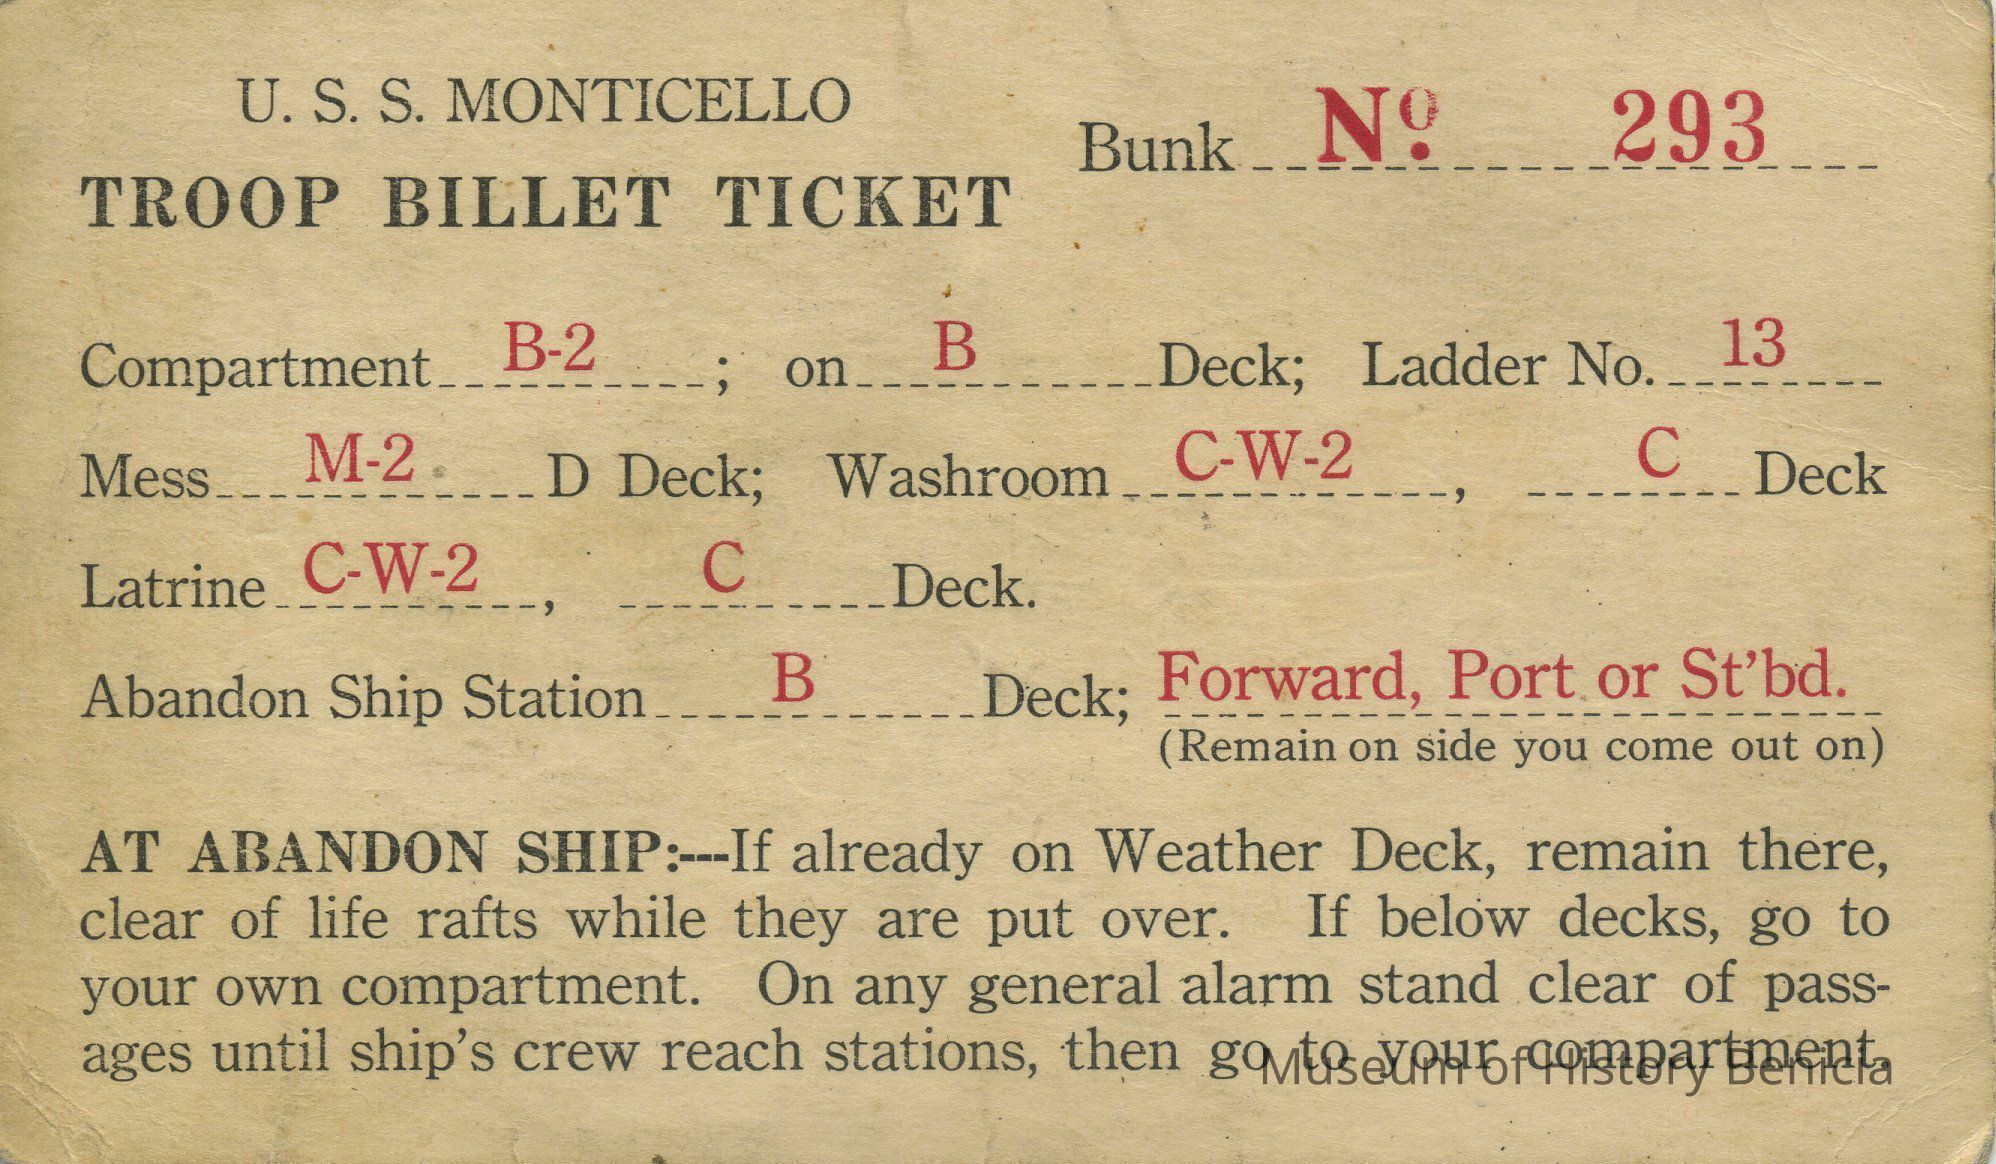 U. S. S. MONTICELLO
TROOP BILLET TICKET
Bunk No. 293
Compartment B-2 ; on B Deck; Ladder No. 13
Mess M-2 D Deck; Washroom C-W-2 , C Deck
Latrine C-W-2 , C Deck.
Abandon Ship Station B Deck; Forward, Port or St'bd.
(Remain on side you come out on)
AT ABANDON SHIP:---If already on Weather Deck, remain there,
clear of life rafts while they are put over. If below decks, go to
your own compartment. On any general alarm stand clear of pass-
ages until ship's crew reach stations, then go to your compartment.
Museum of History Benicia